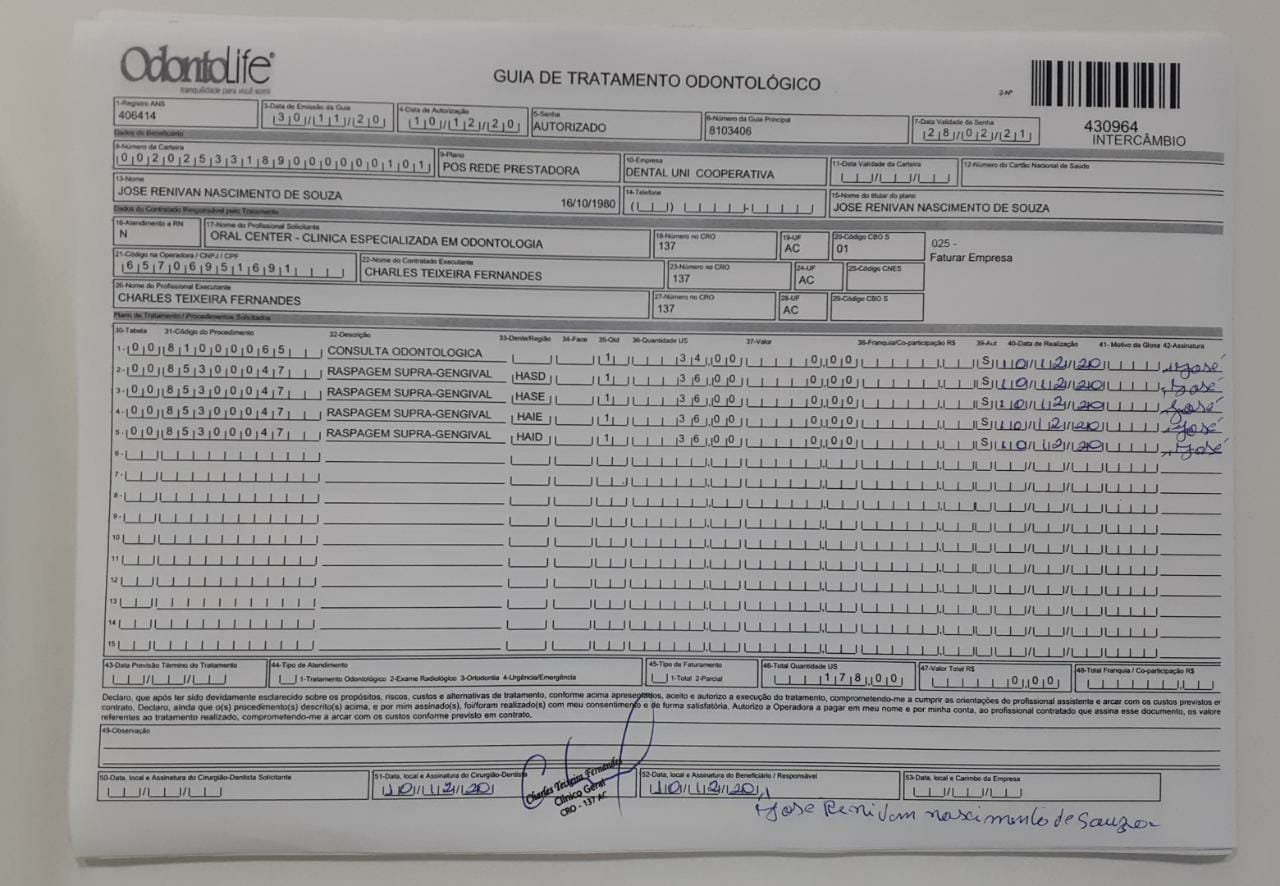 OdontoLife
tranquilidade para você sorrir
GUIA DE TRATAMENTO ODONTOLÓGICO
2-Nº
430964
INTERCÂMBIO
1-Registro ANS 3-Data de Emissão da Guia 4-Data de Autorização 5-Senha 6-Número da Guia Principal 7-Data Validade da Senha
406414 30/11/20 10/12/20 AUTORIZADO 8103406 28/02/21
Dados do Beneficiário
8-Número da Carteira 9-Plano 10-Empresa 11-Data Validade da Carteira 12-Número do Cartão Nacional de Saúde
00202533189000000101 POS REDE PRESTADORA DENTAL UNI COOPERATIVA
13-Nome 14-Telefone 15-Nome do titular do plano
JOSE RENIVAN NASCIMENTO DE SOUZA 16/10/1980 JOSE RENIVAN NASCIMENTO DE SOUZA
Dados do Contratado Responsável pelo Tratamento
16-Atendimento a RN 17-Nome do Profissional Solicitante 18-Número no CRO 19-UF 20-Código CBO S
N ORAL CENTER - CLINICA ESPECIALIZADA EM ODONTOLOGIA 137 AC 01
025 -
Faturar Empresa
21-Código na Operadora / CNPJ / CPF 22-Nome do Contratado Executante 23-Número no CRO 24-UF 25-Código CNES
65706951691 CHARLES TEIXEIRA FERNANDES 137 AC
26-Nome do Profissional Executante 27-Número no CRO 28-UF 29-Código CBO S
CHARLES TEIXEIRA FERNANDES 137 AC
Plano de Tratamento / Procedimentos Solicitados
30-Tabela 31-Código do Procedimento 32-Descrição 33-Dente/Região 34-Face 35-Qtd 36-Quantidade US 37-Valor 38-Franquia/Co-participação R$ 39-Aut 40-Data de Realização 41- Motivo da Glosa 42-Assinatura
1- 00 81000065 CONSULTA ODONTOLOGICA 1 34,00 0,00 S 10/12/20 José
2- 00 85300047 RASPAGEM SUPRA-GENGIVAL HASD 1 36,00 0,00 S 10/12/20 José
3- 00 85300047 RASPAGEM SUPRA-GENGIVAL HASE 1 36,00 0,00 S 10/12/20 José
4- 00 85300047 RASPAGEM SUPRA-GENGIVAL HAIE 1 36,00 0,00 S 10/12/20 José
5- 00 85300047 RASPAGEM SUPRA-GENGIVAL HAID 1 36,00 0,00 S 10/12/20 José
6-
7-
8-
9-
10
11
12
13
14
15
43-Data Previsão Término do Tratamento 44-Tipo de Atendimento 45-Tipo de Faturamento 46-Total Quantidade US 47-Valor Total R$ 48-Total Franquia / Co-participação R$
1-Tratamento Odontológico 2-Exame Radiológico 3-Ortodontia 4-Urgência/Emergência 1-Total 2-Parcial 178,00 0,00
Declaro, que após ter sido devidamente esclarecido sobre os propósitos, riscos, custos e alternativas de tratamento, conforme acima apresentados, aceito e autorizo a execução do tratamento, comprometendo-me a cumprir as orientações do profissional assistente e arcar com os custos previstos em
contrato. Declaro, ainda que o(s) procedimento(s) descrito(s) acima, e por mim assinado(s), foi/foram realizado(s) com meu consentimento e de forma satisfatória. Autorizo a Operadora a pagar em meu nome e por minha conta, ao profissional contratado que assina esse documento, os valore
referentes ao tratamento realizado, comprometendo-me a arcar com os custos conforme previsto em contrato.
49-Observação
50-Data, local e Assinatura do Cirurgião-Dentista Solicitante 51-Data, local e Assinatura do Cirurgião-Dentista 52-Data, local e Assinatura do Beneficiário / Responsável 53-Data, local e Carimbo da Empresa
10/12/20 10/12/20
Charles Teixeira Fernandes
Clínico Geral
CRO - 137 AC
Jose Renivan nascimento de Souza